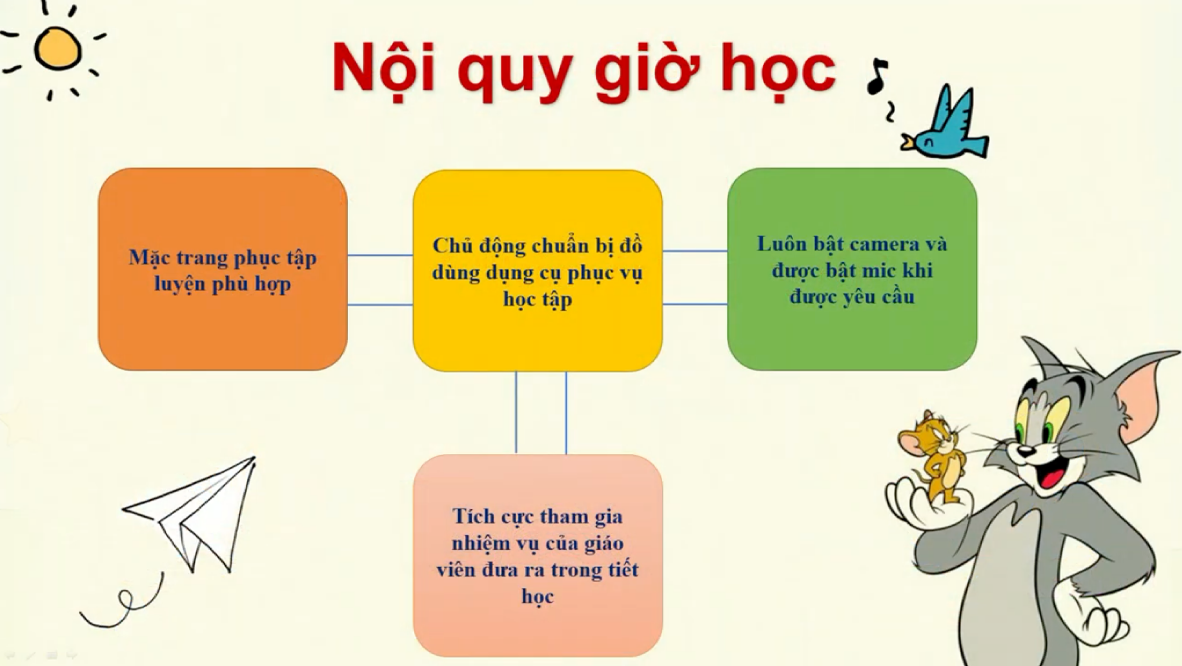 Nội quy giờ học
Mặc trang phục tập
luyện phù hợp
Chủ động chuẩn bị đồ
dùng dụng cụ phục vụ
học tập
Luôn bật camera và
được bật mic khi
được yêu cầu
Tích cực tham gia
nhiệm vụ của giáo
viên đưa ra trong tiết
học